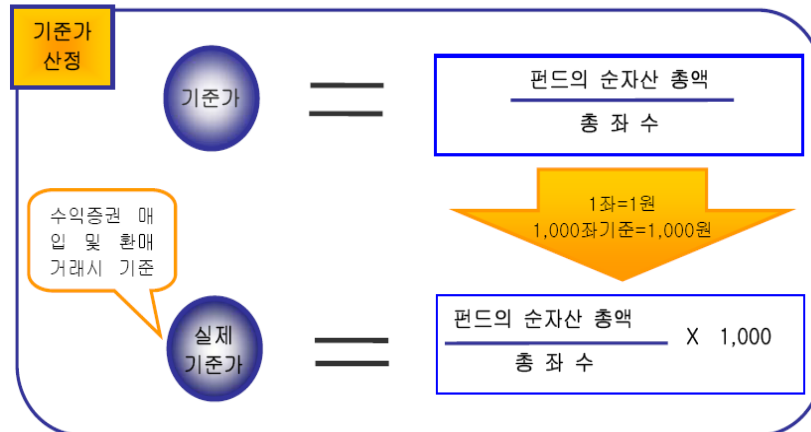 기준가
산정
기준가
펀드의 순자산 총액
총 좌 수
1좌=1원
1,000좌기준=1,000원
수익증권 매
입 및 환매
거래시 기준
실제
기준가
펀드의 순자산 총액
총 좌 수
X 1,000